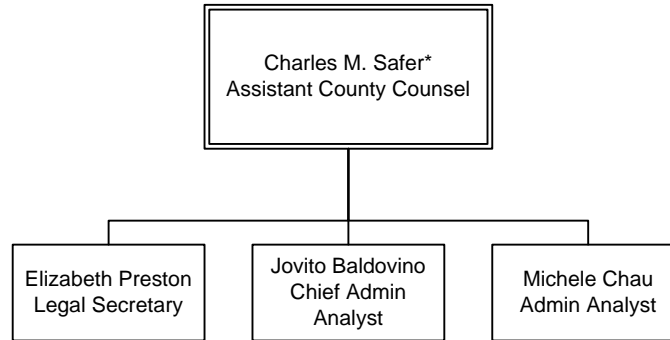 Charles M. Safer*
Assistant County Counsel
Elizabeth Preston
Legal Secretary
Jovito Baldovino
Chief Admin
Analyst
Michele Chau
Admin Analyst